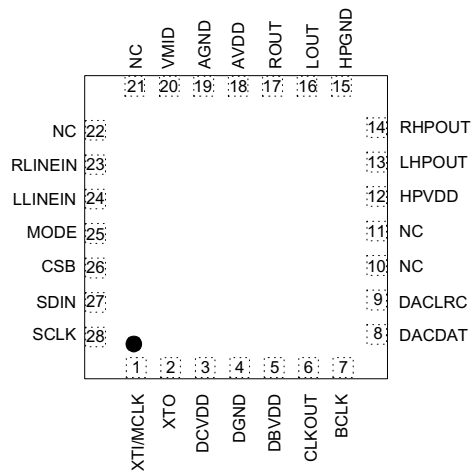 NC
VMID
AGND
AVDD
ROUT
LOUT
HPGND
21
20
19
18
17
16
15
NC 22
RLINEIN 23
LLINEIN 24
MODE 25
CSB 26
SDIN 27
SCLK 28
14 RHPOUT
13 LHPOUT
12 HPVDD
11 NC
10 NC
9 DACLRC
8 DACDAT
1
2
3
4
5
6
7
XTI/MCLK
XTO
DCVDD
DGND
DBVDD
CLKOUT
BCLK